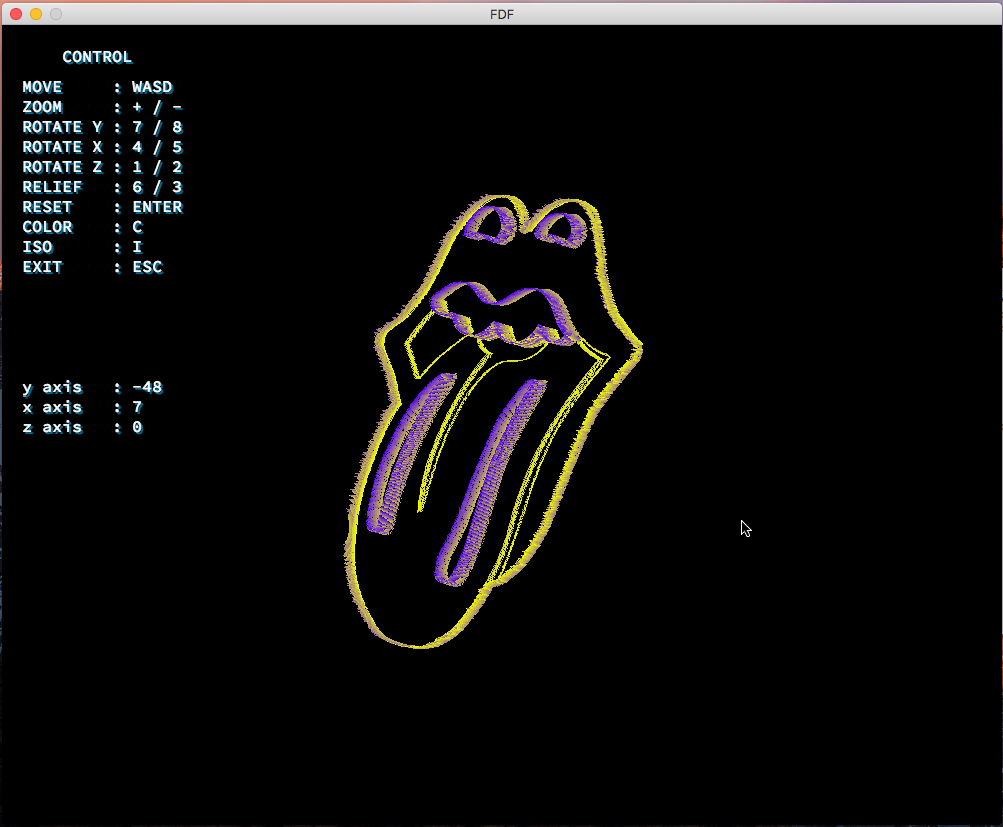 FDF
CONTROL
MOVE : WASD
ZOOM : + / -
ROTATE Y : 7 / 8
ROTATE X : 4 / 5
ROTATE Z : 1 / 2
RELIEF : 6 / 3
RESET : ENTER
COLOR : C
ISO : I
EXIT : ESC
y axis : -48
x axis : 7
z axis : 0